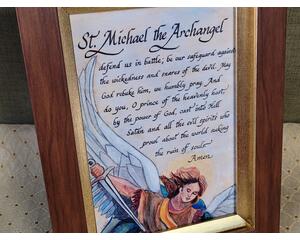 St. Michael the Archangel
defend us in battle; be our safeguard against
the wickedness and snares of the devil. May
God rebuke him, we humbly pray. And
do you, O prince of the heavenly host,
by the power of God, cast into Hell
Satan and all the evil spirits who
prowl about the world seeking
the ruin of souls.
Amen.